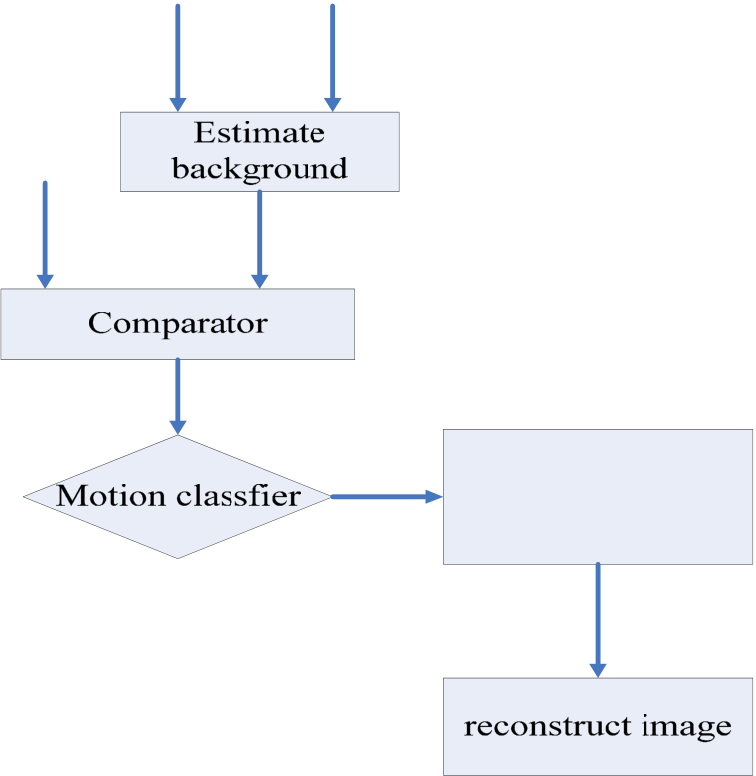 Estimate
background
Comparator
Motion classfier
reconstruct image